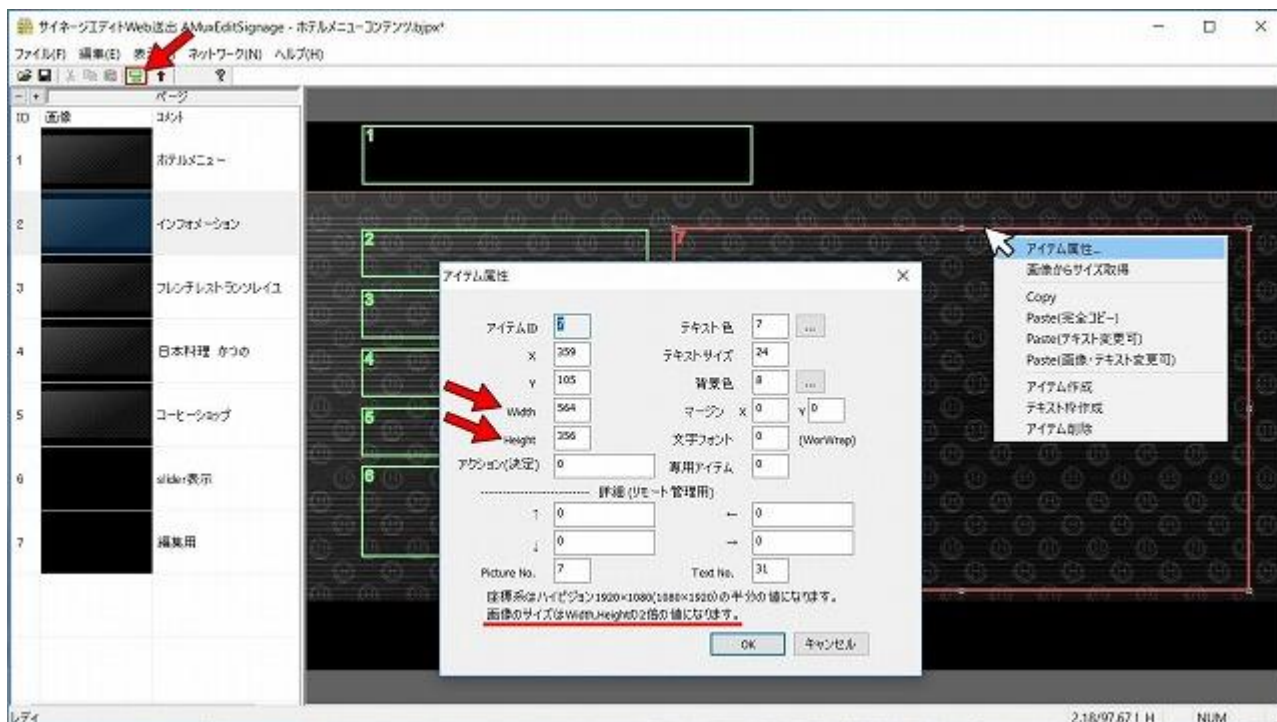 サイネージエディトWeb送出 AMuxEditSignage - ホテルメニューコンテンツ.bjpx*
ファイル(F) 編集(E) ネットワーク(N) ヘルプ(H)
- + ページ
ID 画像 コメント
1 ホテルメニュー
2 インフォメーション
3 フレンチレストランソレイユ
4 日本料理 かつの
5 コーヒーショップ
6 slider表示
7 編集用
1
2
3
4
5
6
7
アイテム属性...
画像からサイズ取得
Copy
Paste(完全コピー)
Paste(テキスト変更可)
Paste(画像・テキスト変更可)
アイテム作成
テキスト枠作成
アイテム削除
アイテム属性
アイテムID 7 テキスト色 7 ...
X 359 テキストサイズ 24
Y 105 背景色 8 ...
Width 564 マージン X 0 Y 0
Height 356 文字フォント 0 (WorWrap)
アクション(決定) 0 専用アイテム 0
詳細(リモート管理用)
↑ 0 ← 0
↓ 0 → 0
Picture No. 7 Text No. 31
座標系はハイビジョン1920×1080(1080×1920)の半分の値になります。
画像のサイズはWidth,Heightの2倍の値になります。
OK キャンセル
レディ 2.18/97.67 L H NUM